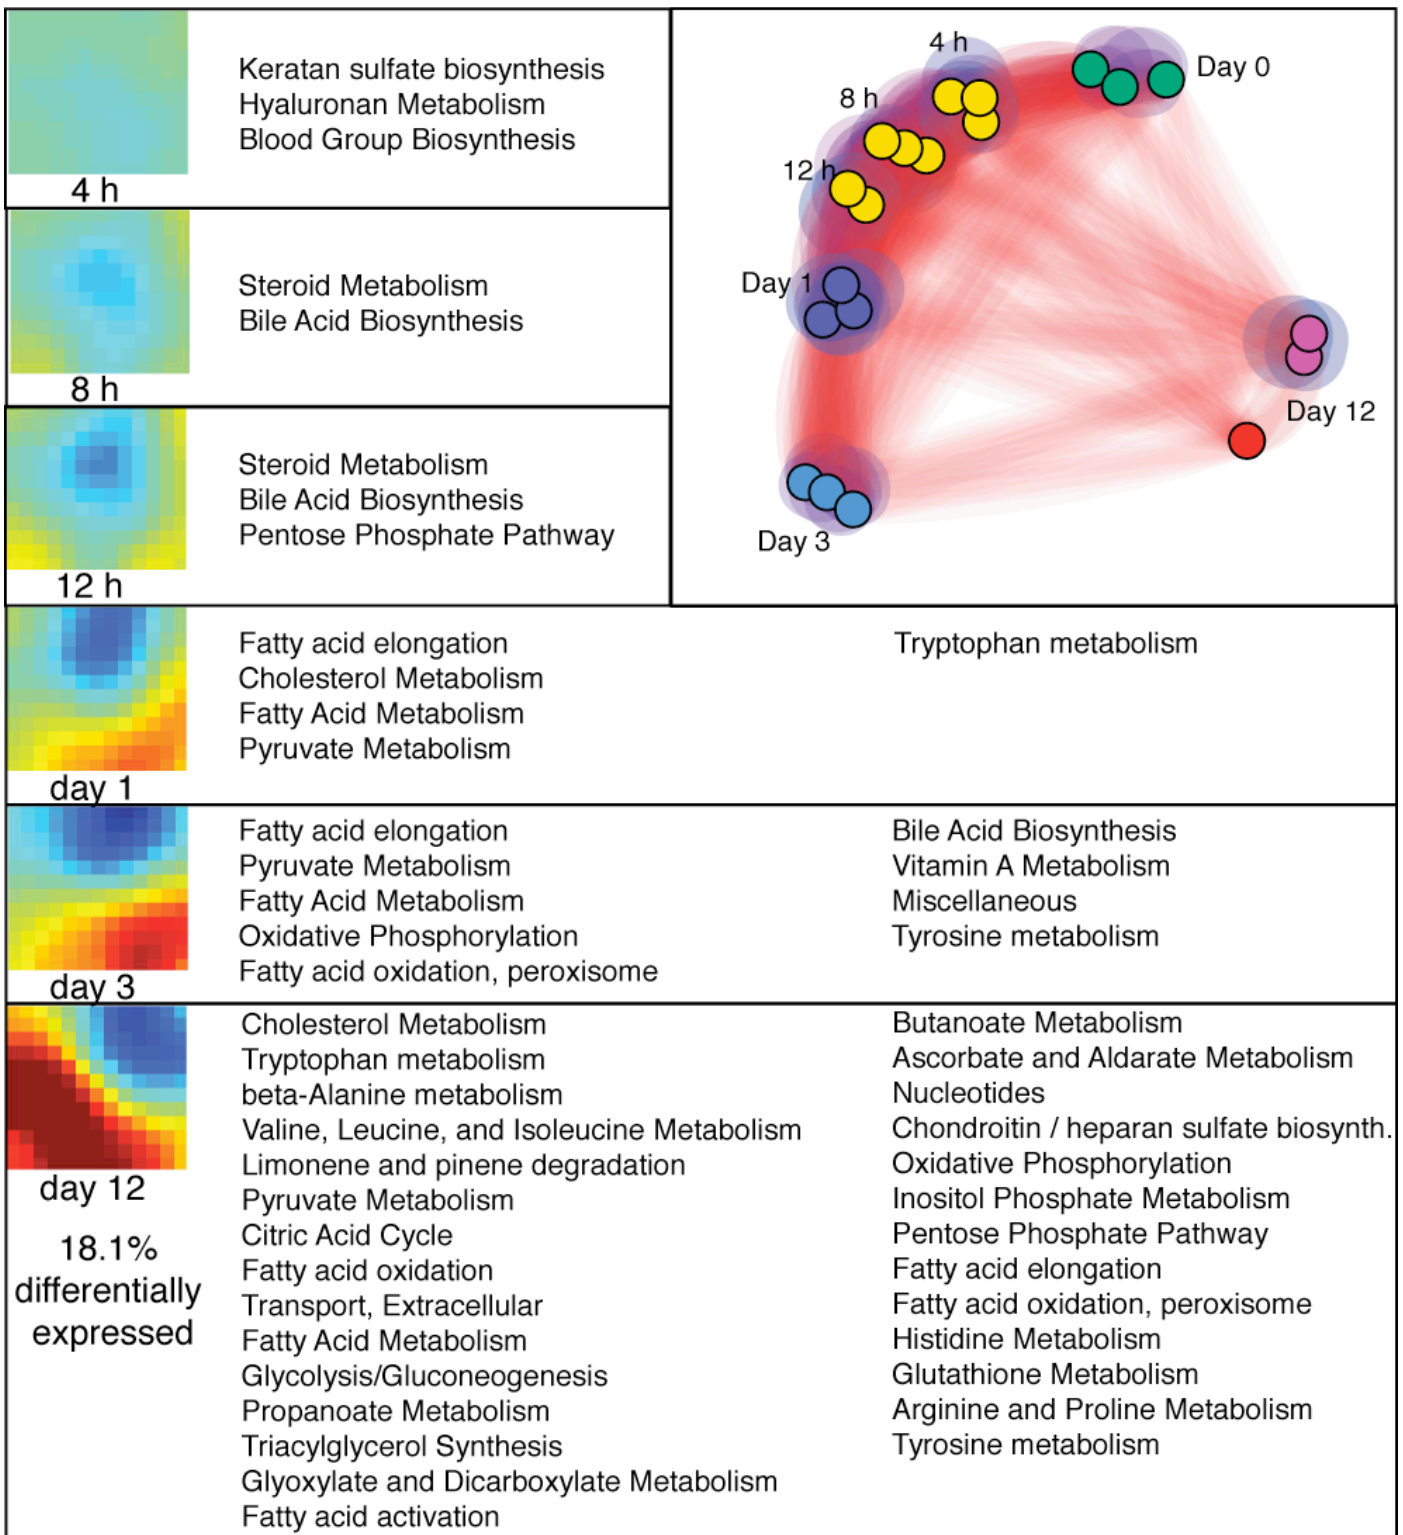 Keratan sulfate biosynthesis
Hyaluronan Metabolism
Blood Group Biosynthesis
4 h
Steroid Metabolism
Bile Acid Biosynthesis
8 h
Steroid Metabolism
Bile Acid Biosynthesis
Pentose Phosphate Pathway
12 h
4 h
Day 0
8 h
12 h
Day 1
Day 12
Day 3
Fatty acid elongation
Cholesterol Metabolism
Fatty Acid Metabolism
Pyruvate Metabolism
Tryptophan metabolism
day 1
Fatty acid elongation
Pyruvate Metabolism
Fatty Acid Metabolism
Oxidative Phosphorylation
Fatty acid oxidation, peroxisome
Bile Acid Biosynthesis
Vitamin A Metabolism
Miscellaneous
Tyrosine metabolism
day 3
Cholesterol Metabolism
Tryptophan metabolism
beta-Alanine metabolism
Valine, Leucine, and Isoleucine Metabolism
Limonene and pinene degradation
Pyruvate Metabolism
Citric Acid Cycle
Fatty acid oxidation
Transport, Extracellular
Fatty Acid Metabolism
Glycolysis/Gluconeogenesis
Propanoate Metabolism
Triacylglycerol Synthesis
Glyoxylate and Dicarboxylate Metabolism
Fatty acid activation
Butanoate Metabolism
Ascorbate and Aldarate Metabolism
Nucleotides
Chondroitin / heparan sulfate biosynth.
Oxidative Phosphorylation
Inositol Phosphate Metabolism
Pentose Phosphate Pathway
Fatty acid elongation
Fatty acid oxidation, peroxisome
Histidine Metabolism
Glutathione Metabolism
Arginine and Proline Metabolism
Tyrosine metabolism
day 12
18.1%
differentially
expressed